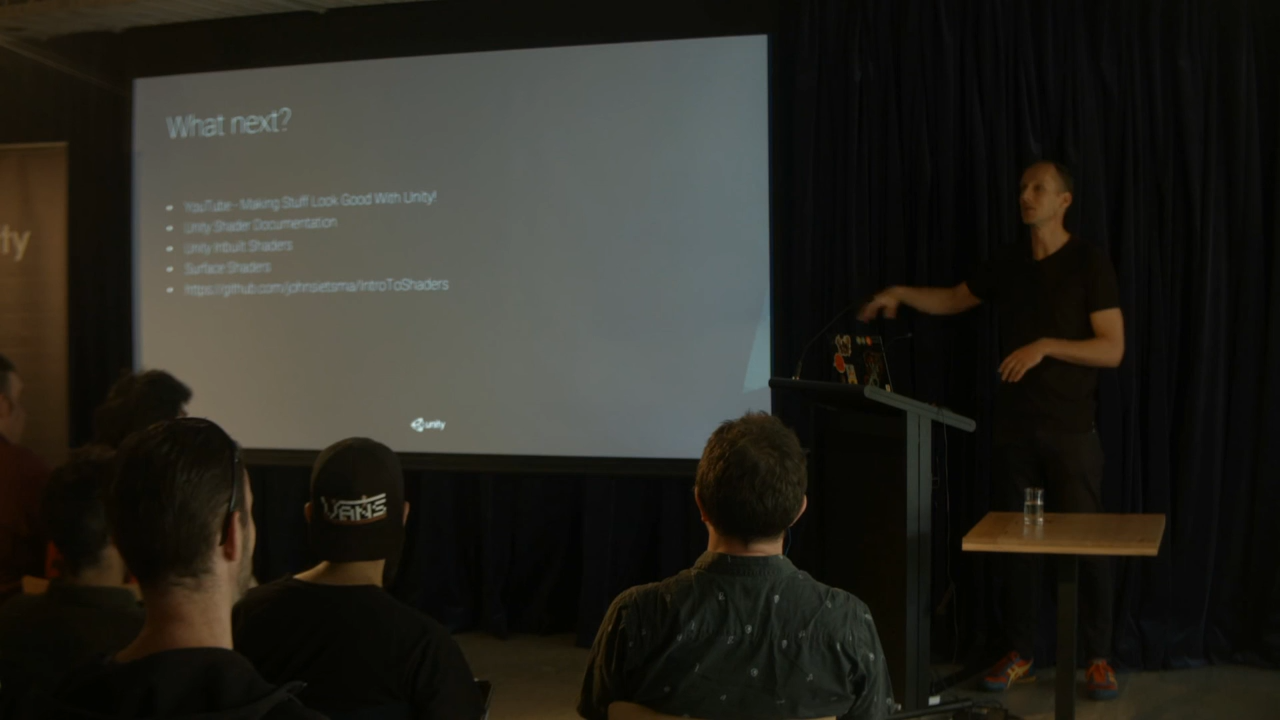 What next?
YouTube - Making Stuff Look Good With Unity!
Unity Shader Documentation
Unity Inbuilt Shaders
Surface Shaders
https://github.com/johnsietsma/IntroToShaders
unity
ty
VANS